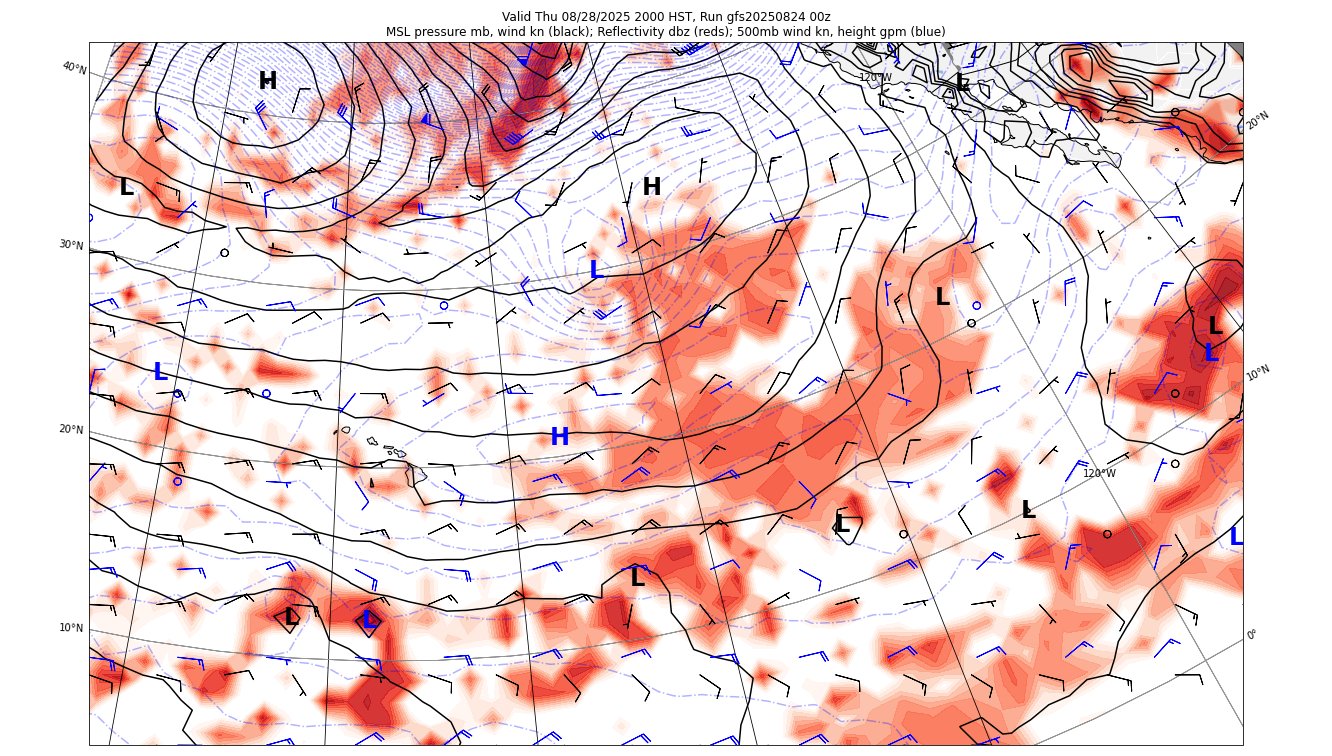 Valid Thu 08/28/2025 2000 HST, Run gfs20250824 00z
MSL pressure mb, wind kn (black); Reflectivity dbz (reds); 500mb wind kn, height gpm (blue)
40°N
H
120°W
L
20°N
L
H
30°N
L
L
L
L
L
10°N
20°N
H
120°W
L
L
L
L
L
L
10°N
0°